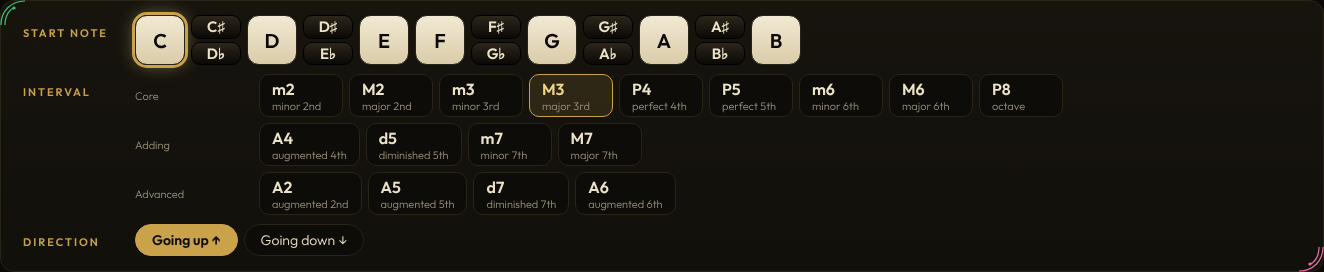 START NOTE
C C♯ D♭ D D♯ E♭ E F F♯ G♭ G G♯ A♭ A A♯ B♭ B
INTERVAL
Core
m2 M2 m3 M3 P4 P5 m6 M6 P8
minor 2nd major 2nd minor 3rd major 3rd perfect 4th perfect 5th minor 6th major 6th octave
Adding
A4 d5 m7 M7
augmented 4th diminished 5th minor 7th major 7th
Advanced
A2 A5 d7 A6
augmented 2nd augmented 5th diminished 7th augmented 6th
DIRECTION
Going up ↑ Going down ↓